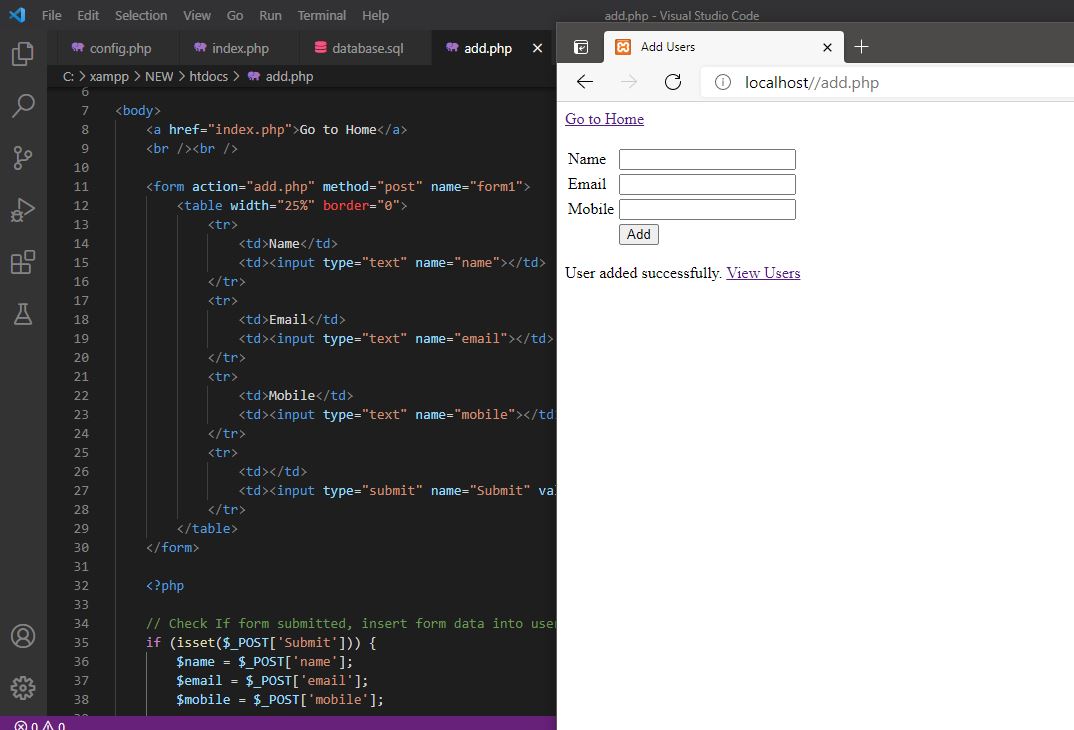 File Edit Selection View Go Run Terminal Help add.php - Visual Studio Code
config.php index.php database.sql add.php
C: > xampp > NEW > htdocs > add.php
6
7 <body>
8 <a href="index.php">Go to Home</a>
9 <br /><br />
10
11 <form action="add.php" method="post" name="form1">
12 <table width="25%" border="0">
13 <tr>
14 <td>Name</td>
15 <td><input type="text" name="name"></td>
16 </tr>
17 <tr>
18 <td>Email</td>
19 <td><input type="text" name="email"></td>
20 </tr>
21 <tr>
22 <td>Mobile</td>
23 <td><input type="text" name="mobile"></td
24 </tr>
25 <tr>
26 <td></td>
27 <td><input type="submit" name="Submit" va
28 </tr>
29 </table>
30 </form>
31
32 <?php
33
34 // Check If form submitted, insert form data into use
35 if (isset($_POST['Submit'])) {
36 $name = $_POST['name'];
37 $email = $_POST['email'];
38 $mobile = $_POST['mobile'];
0 0
Add Users
localhost//add.php
Go to Home
Name
Email
Mobile
Add
User added successfully. View Users